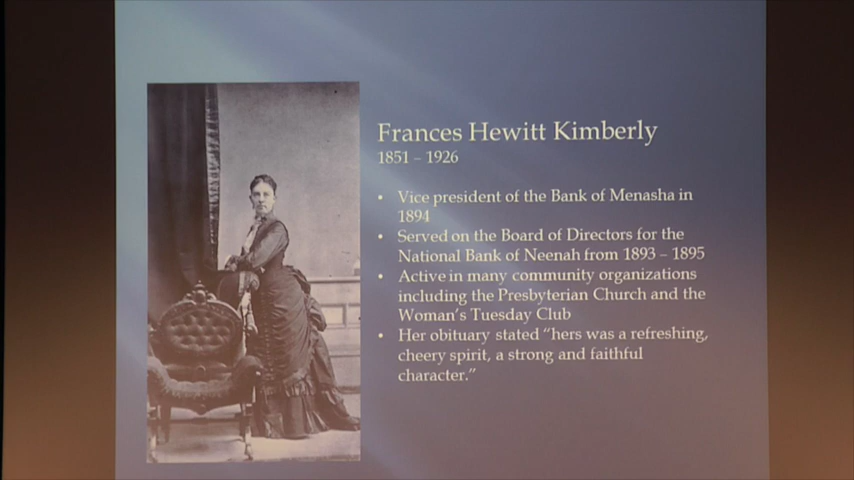 Frances Hewitt Kimberly
1851 – 1926
• Vice president of the Bank of Menasha in
1894
• Served on the Board of Directors for the
National Bank of Neenah from 1893 – 1895
• Active in many community organizations
including the Presbyterian Church and the
Woman's Tuesday Club
• Her obituary stated "hers was a refreshing,
cheery spirit, a strong and faithful
character."